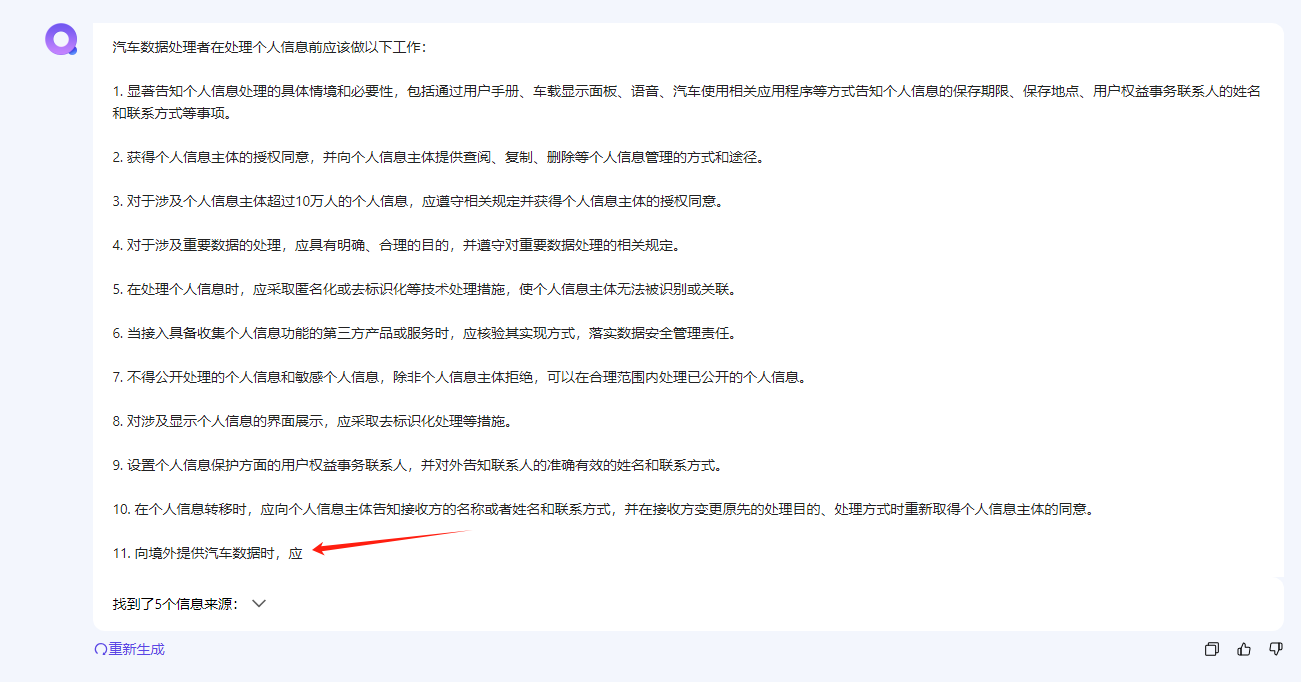 汽车数据处理者在处理个人信息前应该做以下工作：
1. 显著告知个人信息处理的具体情境和必要性，包括通过用户手册、车载显示面板、语音、汽车使用相关应用程序等方式告知个人信息的保存期限、保存地点、用户权益事务联系人的姓名
和联系方式等事项。
2. 获得个人信息主体的授权同意，并向个人信息主体提供查阅、复制、删除等个人信息管理的方式和途径。
3. 对于涉及个人信息主体超过10万人的个人信息，应遵守相关规定并获得个人信息主体的授权同意。
4. 对于涉及重要数据的处理，应具有明确、合理的目的，并遵守对重要数据处理的相关规定。
5. 在处理个人信息时，应采取匿名化或去标识化等技术处理措施，使个人信息主体无法被识别或关联。
6. 当接入具备收集个人信息功能的第三方产品或服务时，应核验其实现方式，落实数据安全管理责任。
7. 不得公开处理的个人信息和敏感个人信息，除非个人信息主体拒绝，可以在合理范围内处理已公开的个人信息。
8. 对涉及显示个人信息的界面展示，应采取去标识化处理等措施。
9. 设置个人信息保护方面的用户权益事务联系人，并对外告知联系人的准确有效的姓名和联系方式。
10. 在个人信息转移时，应向个人信息主体告知接收方的名称或者姓名和联系方式，并在接收方变更原先的处理目的、处理方式时重新取得个人信息主体的同意。
11. 向境外提供汽车数据时，应
找到了5个信息来源：
重新生成